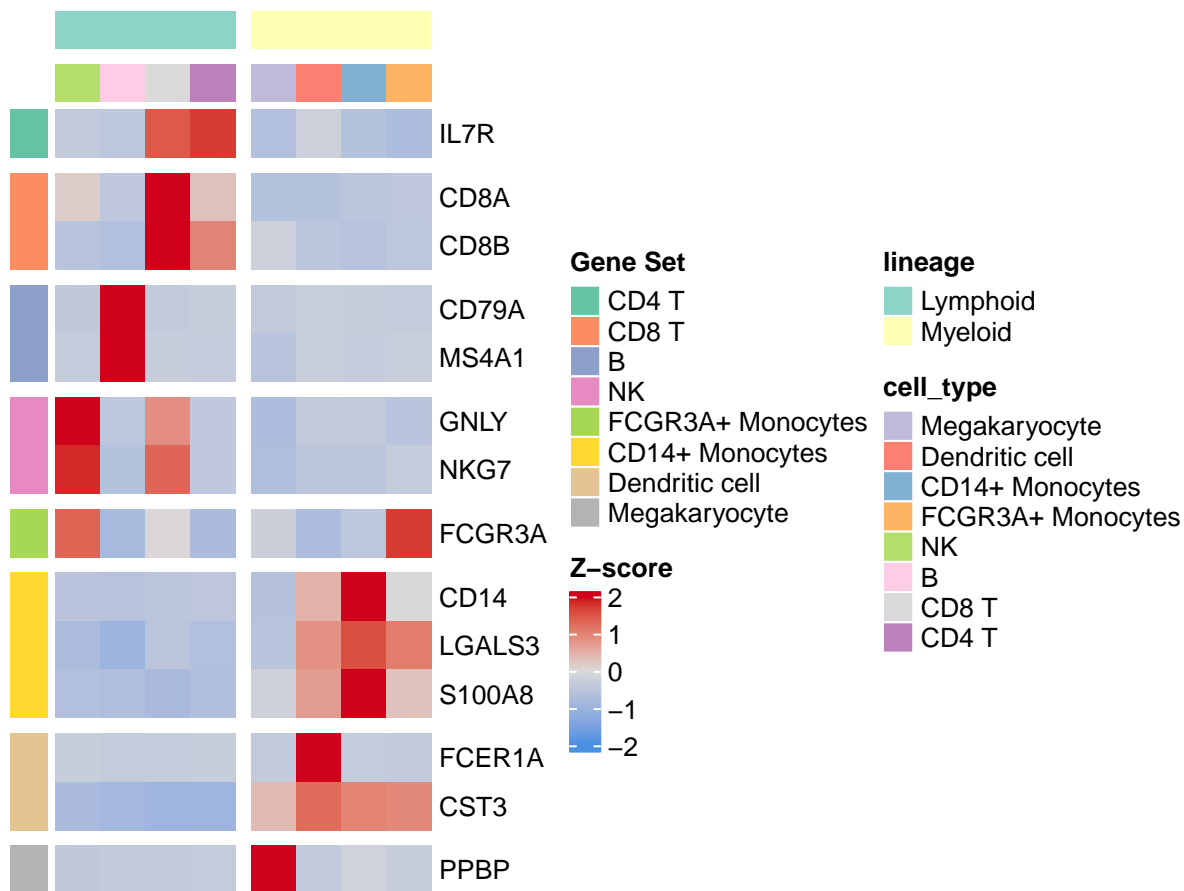 IL7R
CD8A
CD8B
CD79A
MS4A1
GNLY
NKG7
FCGR3A
CD14
LGALS3
S100A8
FCER1A
CST3
PPBP
Gene Set
CD4 T
CD8 T
B
NK
FCGR3A+ Monocytes
CD14+ Monocytes
Dendritic cell
Megakaryocyte
Z−score
2
1
0
−1
−2
lineage
Lymphoid
Myeloid
cell_type
Megakaryocyte
Dendritic cell
CD14+ Monocytes
FCGR3A+ Monocytes
NK
B
CD8 T
CD4 T